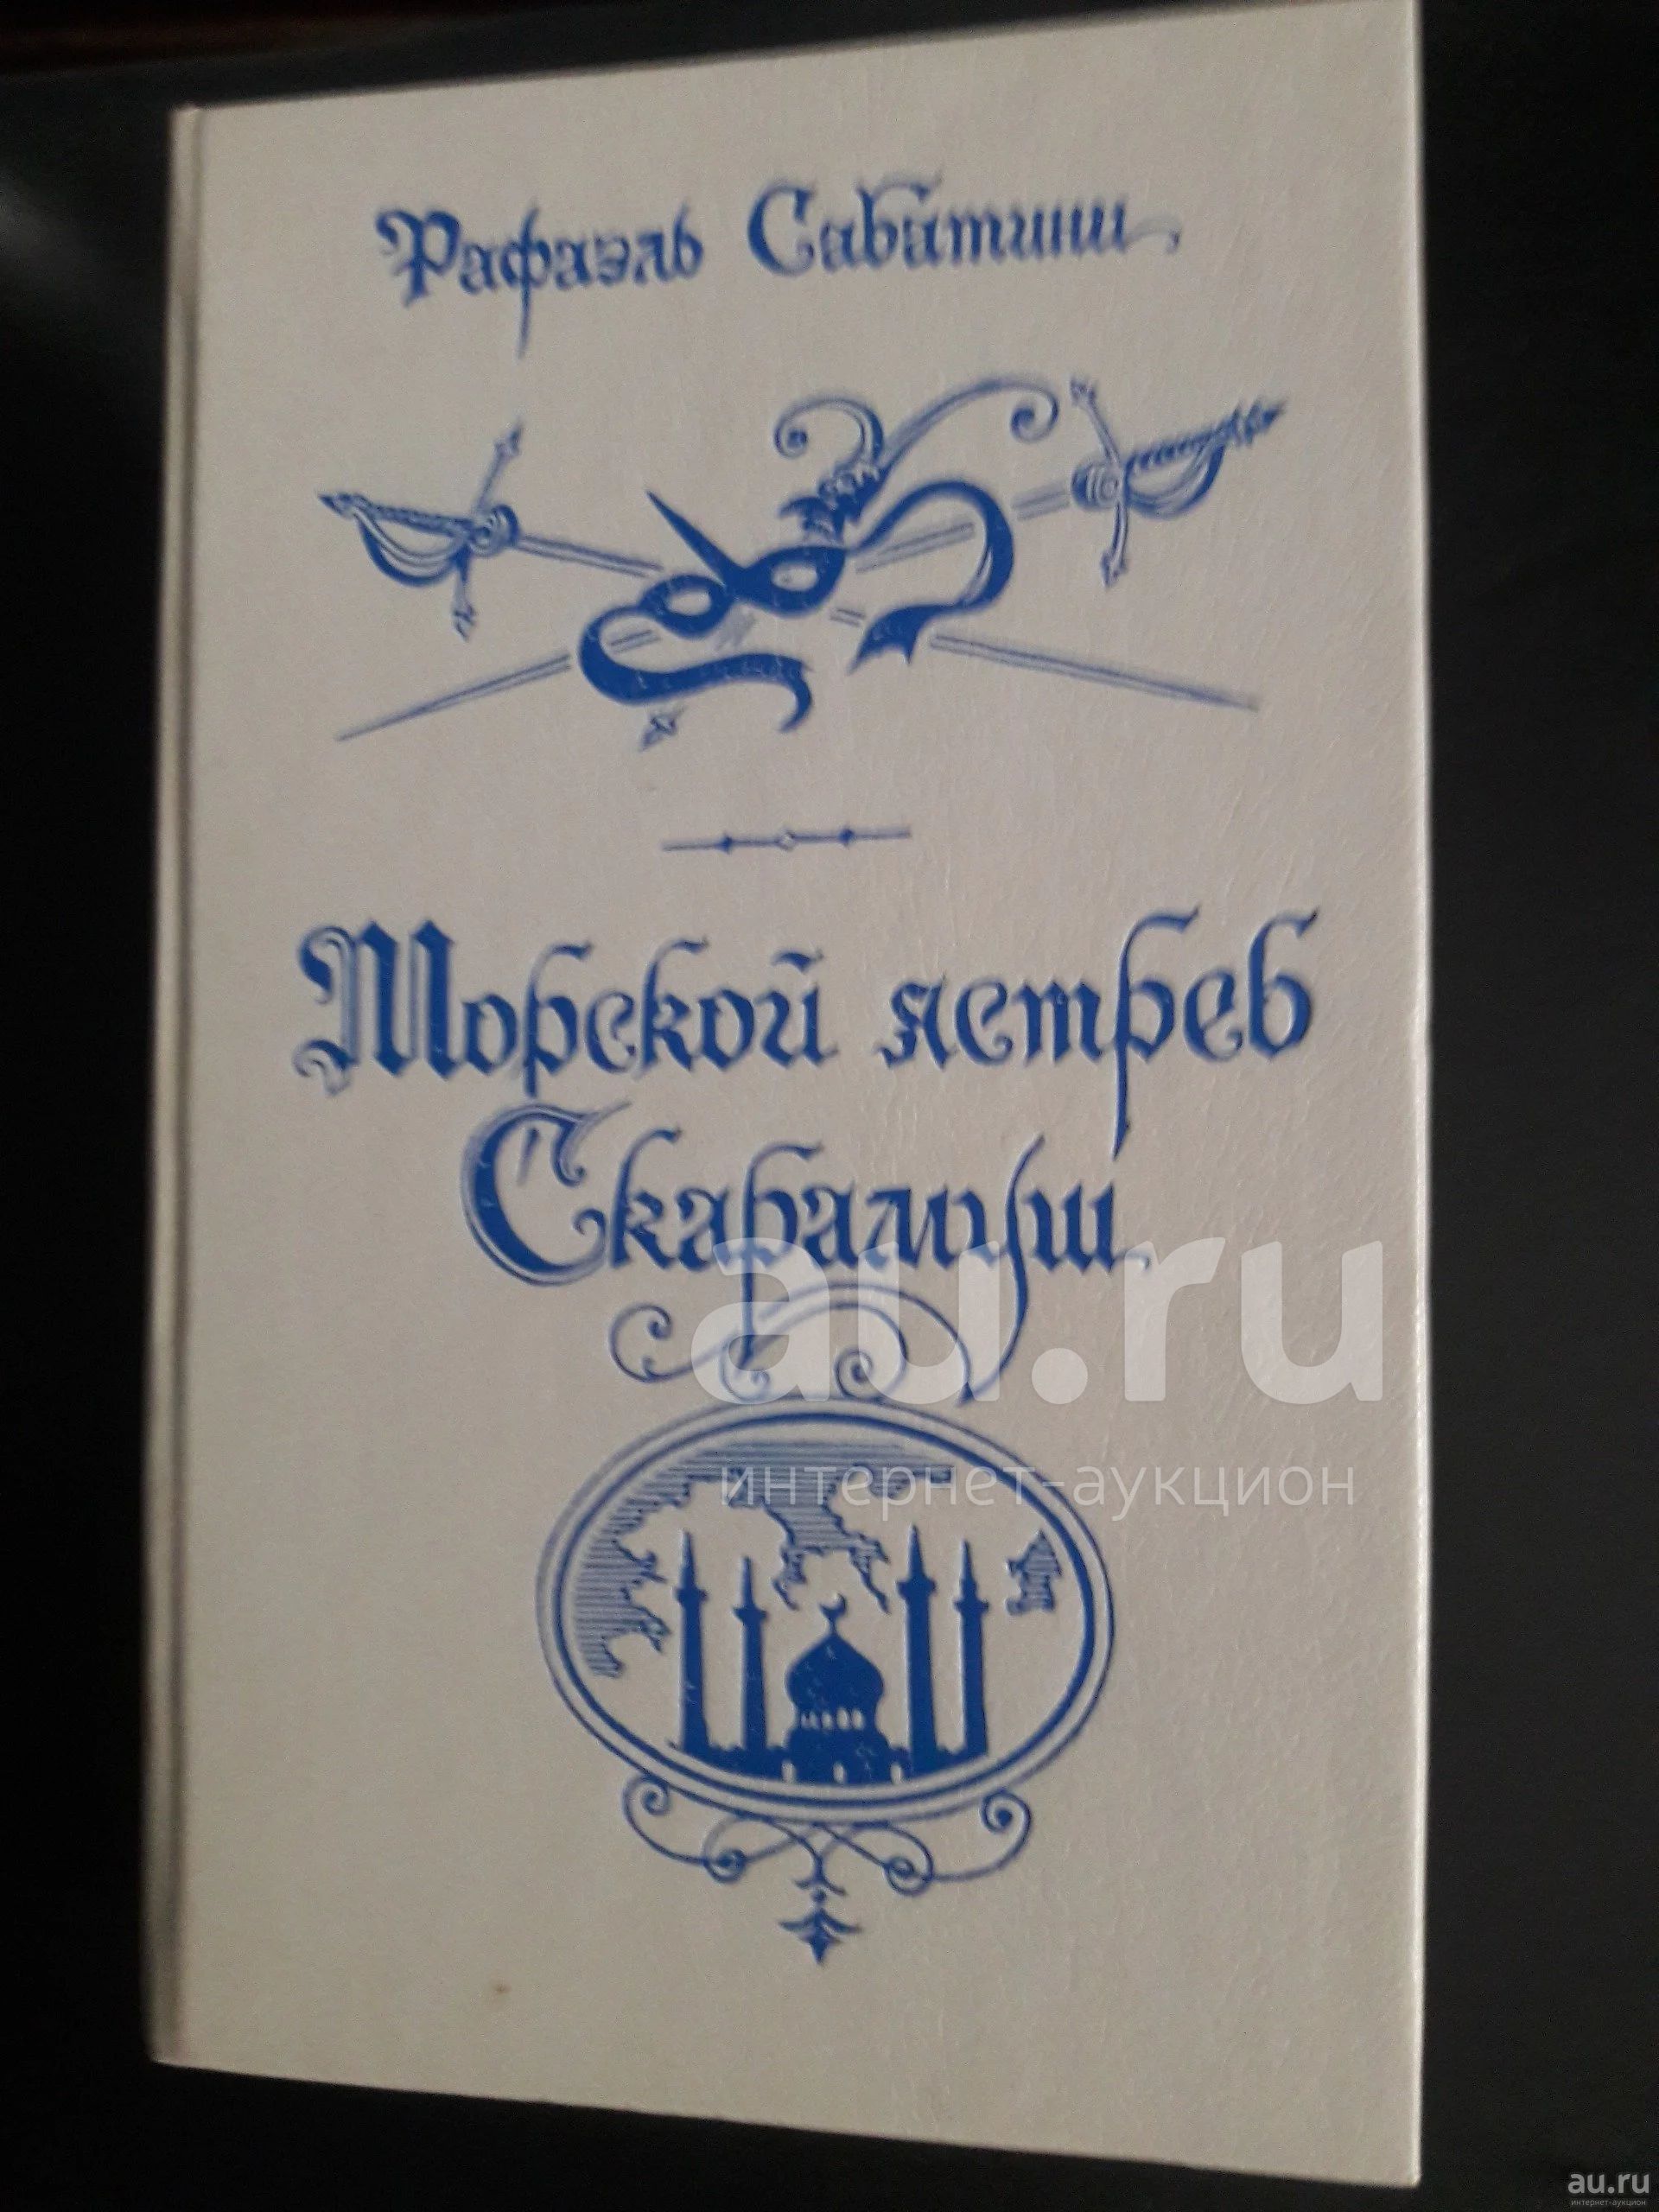 Рафаэль Сабатини
Морской ястреб
Скарамуш
au.ru
интернет-аукцион
au.ru
интернет-аукцион